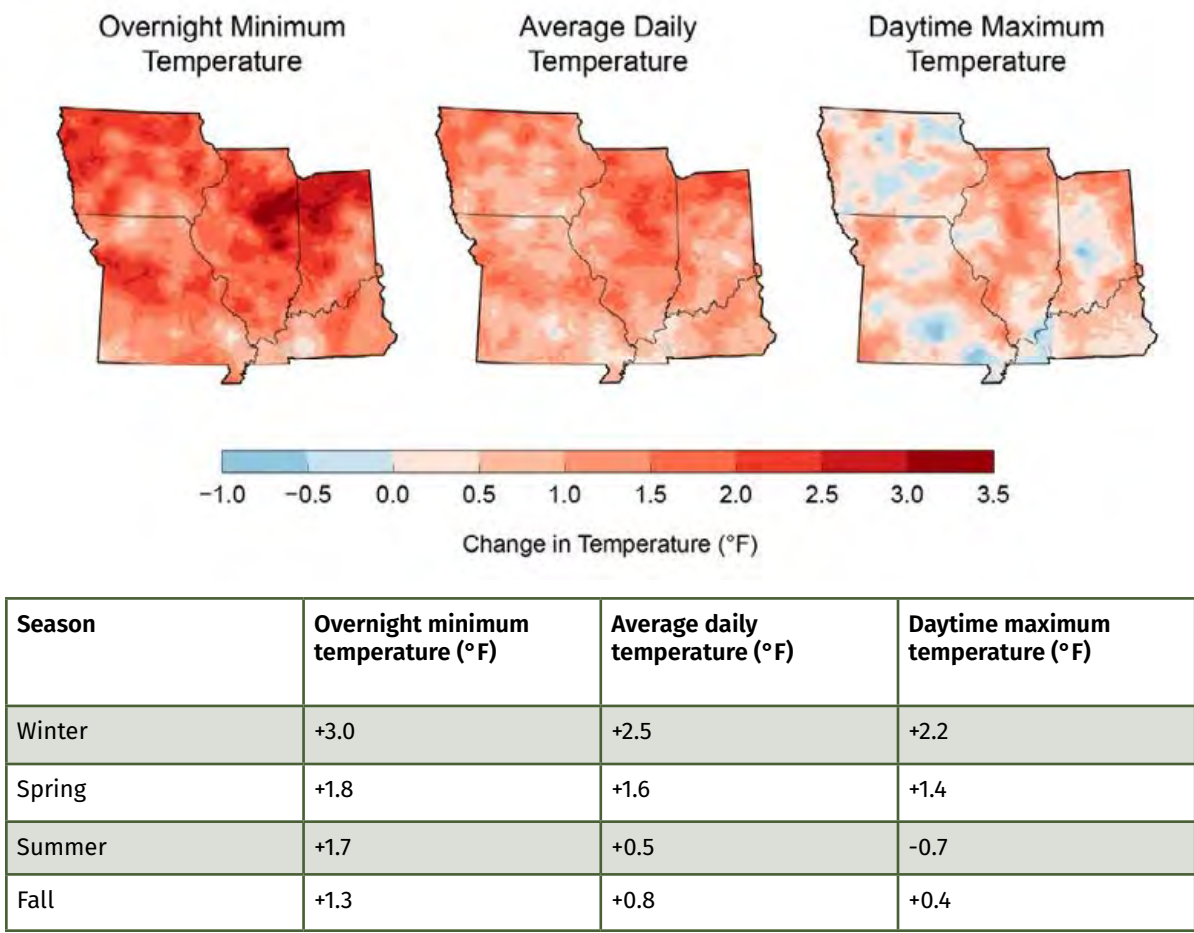 Overnight Minimum
Temperature
Average Daily
Temperature
Daytime Maximum
Temperature
−1.0 −0.5 0.0 0.5 1.0 1.5 2.0 2.5 3.0 3.5
Change in Temperature (°F)
Season
Overnight minimum
temperature (°F)
Average daily
temperature (°F)
Daytime maximum
temperature (°F)
Winter +3.0 +2.5 +2.2
Spring +1.8 +1.6 +1.4
Summer +1.7 +0.5 -0.7
Fall +1.3 +0.8 +0.4